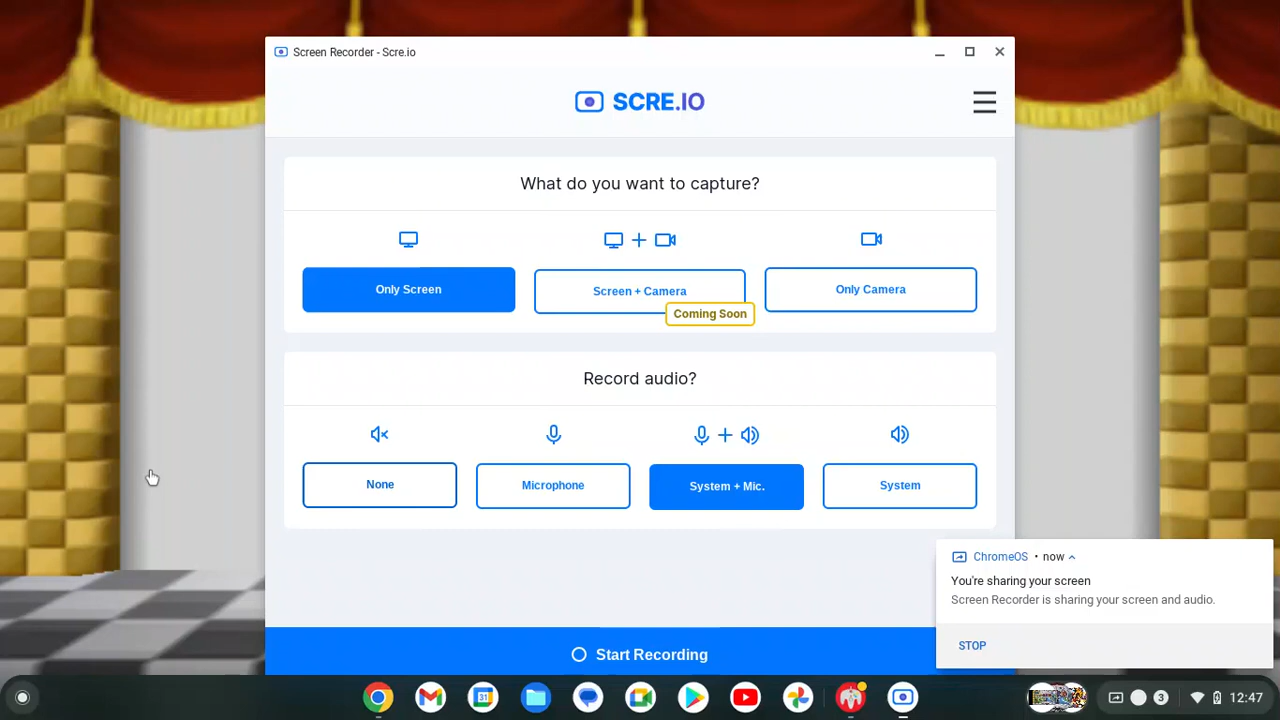 Screen Recorder - Scre.io
SCRE.IO
What do you want to capture?
Only Screen
Screen + Camera
Only Camera
Coming Soon
Record audio?
None
Microphone
System + Mic.
System
ChromeOS • now
You're sharing your screen
Screen Recorder is sharing your screen and audio.
STOP
Start Recording
31
3
12:47